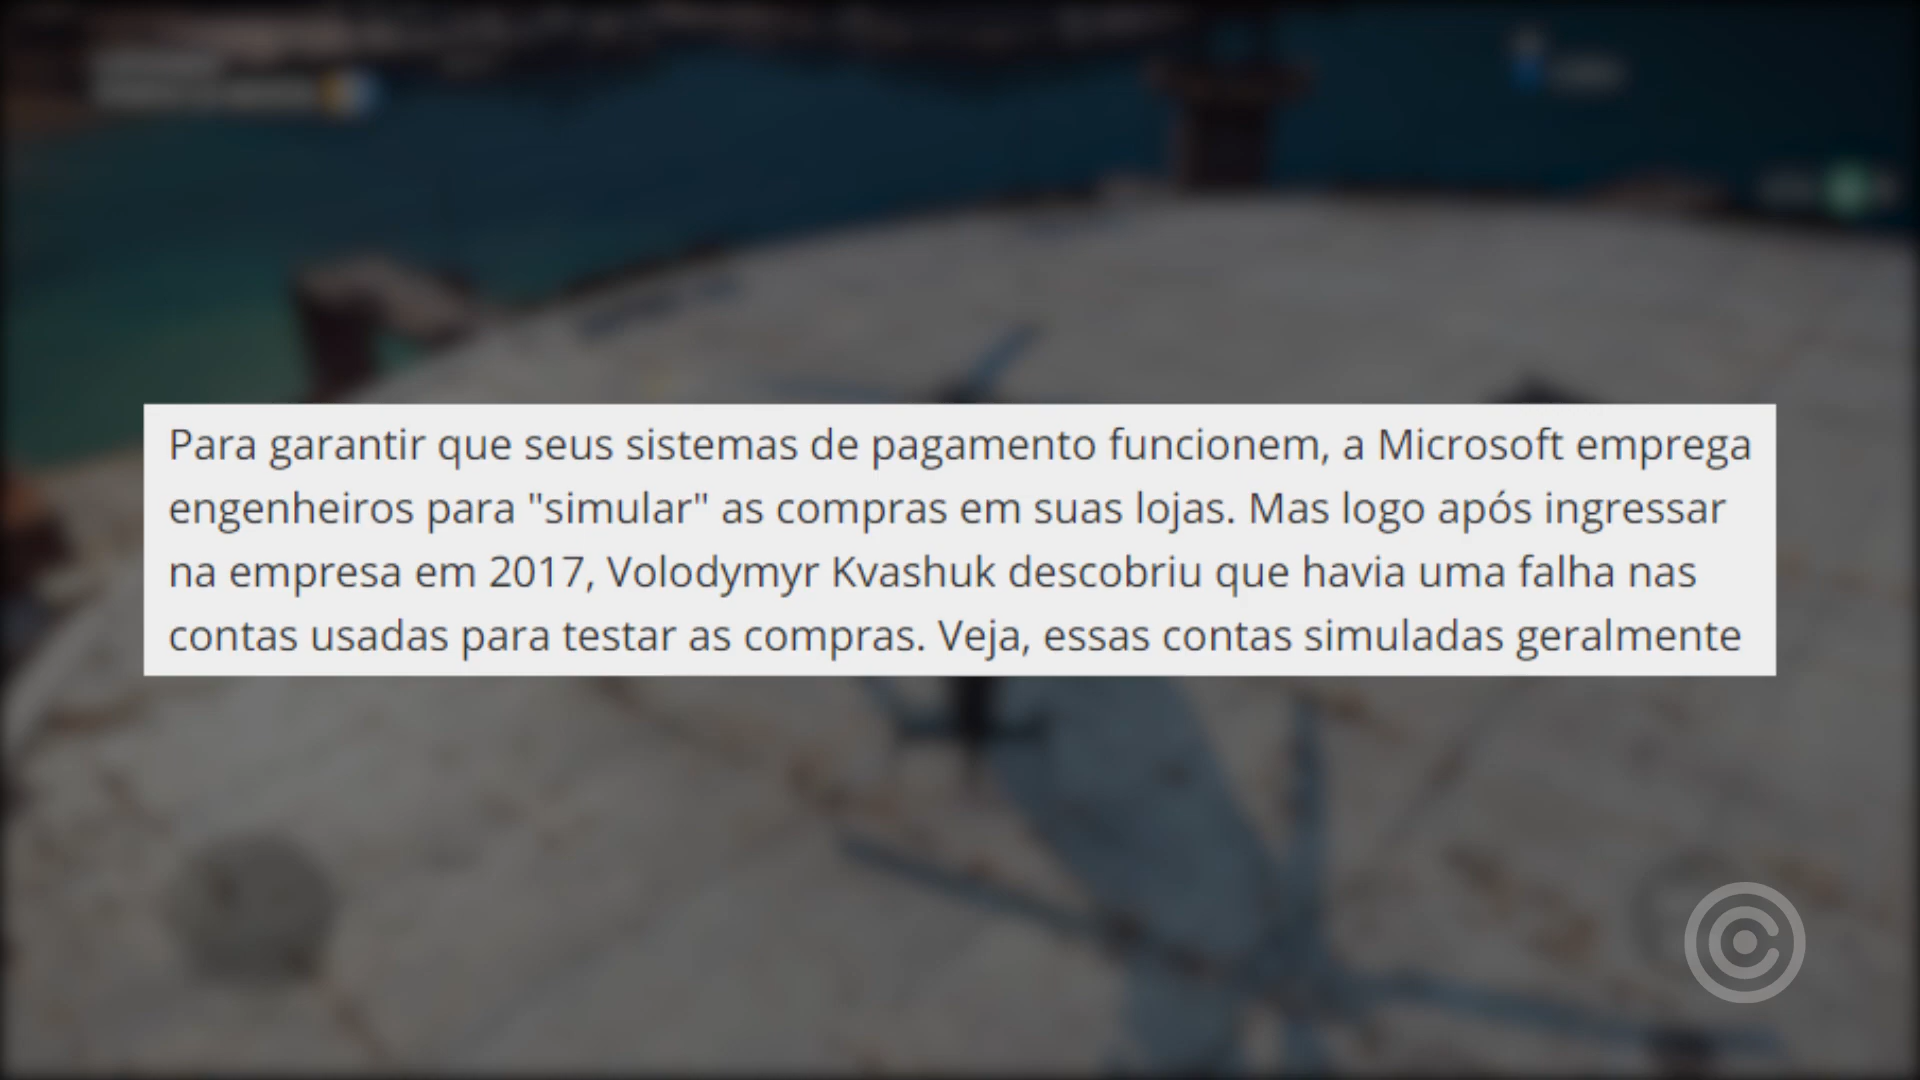 Para garantir que seus sistemas de pagamento funcionem, a Microsoft emprega
engenheiros para "simular" as compras em suas lojas. Mas logo após ingressar
na empresa em 2017, Volodymyr Kvashuk descobriu que havia uma falha nas
contas usadas para testar as compras. Veja, essas contas simuladas geralmente